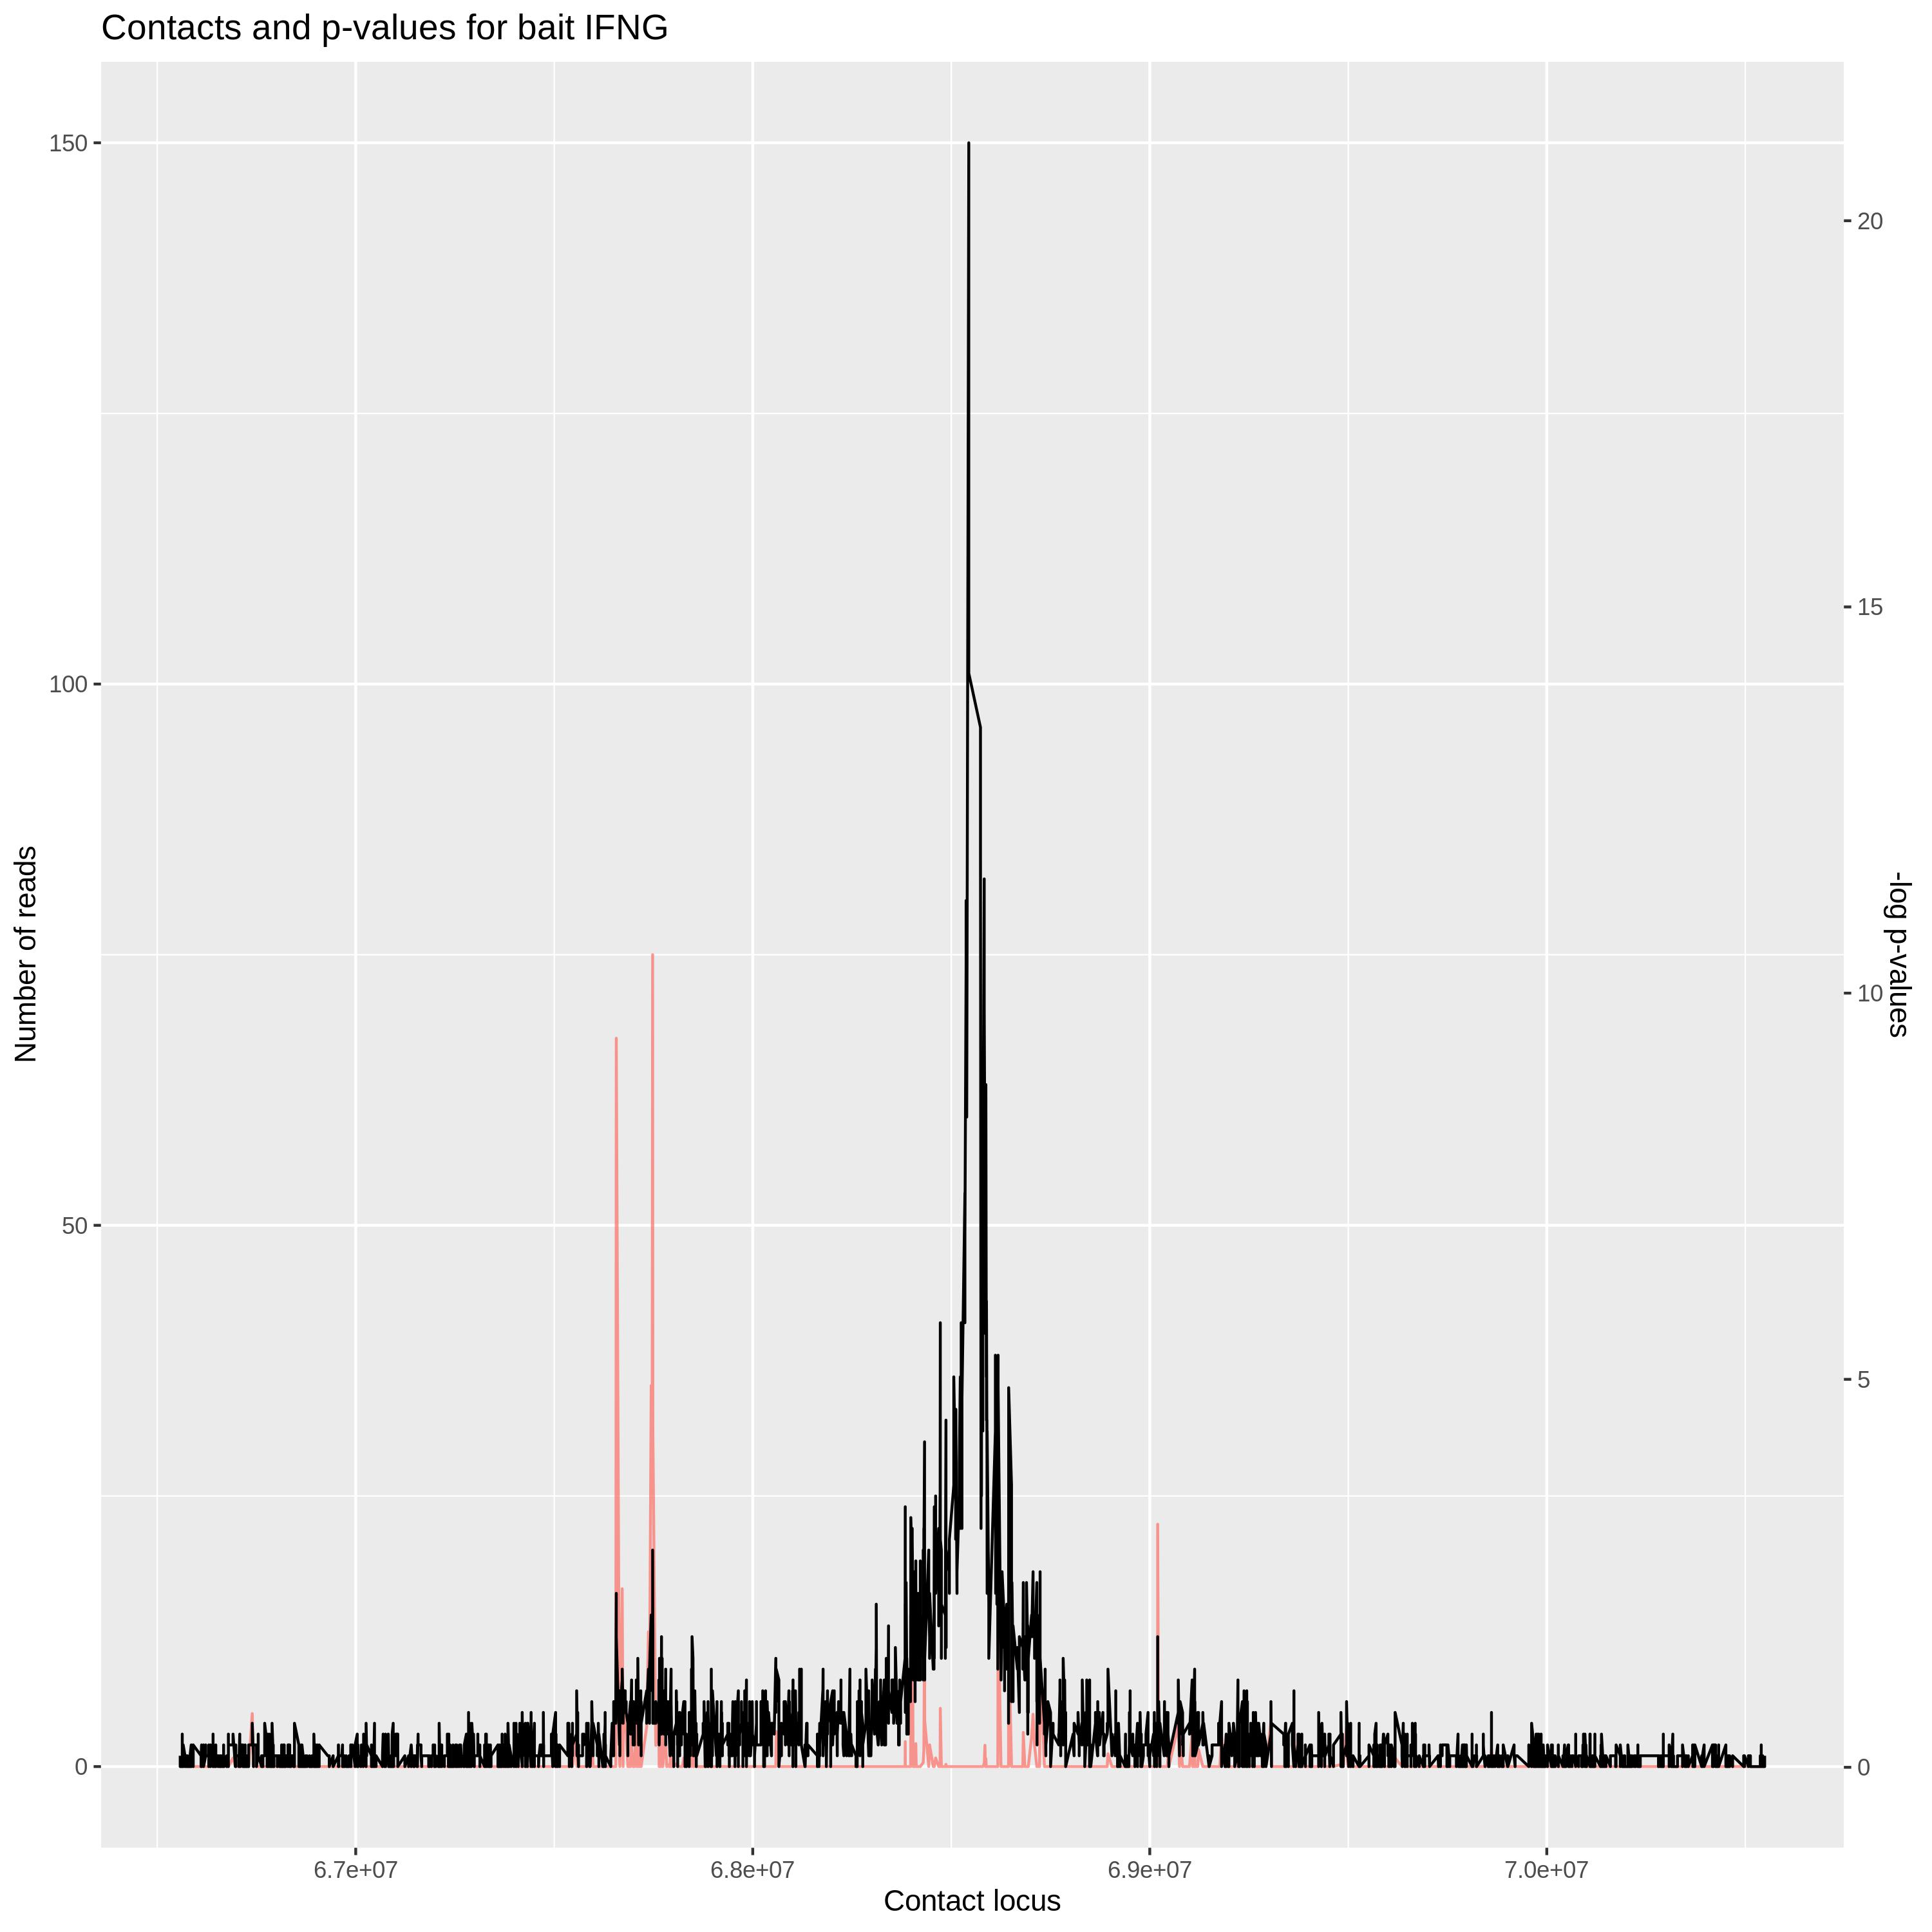 Contacts and p-values for bait IFNG
150
100
50
0
Number of reads
20
15
10
5
0
-log p-values
6.7e+07
6.8e+07
6.9e+07
7.0e+07
Contact locus